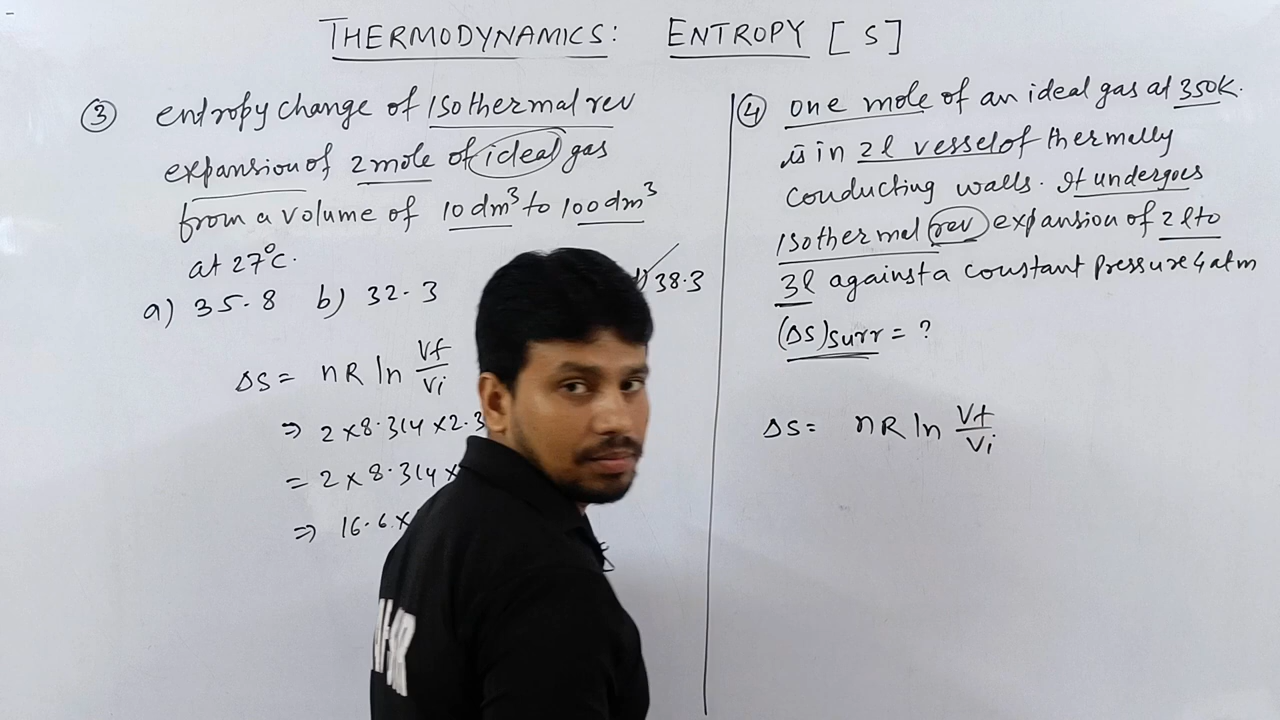 THERMODYNAMICS: ENTROPY [S]
③ entropy change of Isothermal rev
expansion of 2 mole of ideal gas
from a volume of 10 dm³ to 100 dm³
at 27°C.
a) 35.8 b) 32.3 d) 38.3
ΔS = nR ln Vf/Vi
⇒ 2×8.314×2.3
= 2×8.314×
⇒ 16.6×
④ one mole of an ideal gas at 350K.
is in 2l vessel of thermally
conducting walls. It undergoes
Isothermal rev expansion of 2l to
3l against a constant pressure 4 atm
(ΔS)surr = ?
ΔS = nR ln Vf/Vi